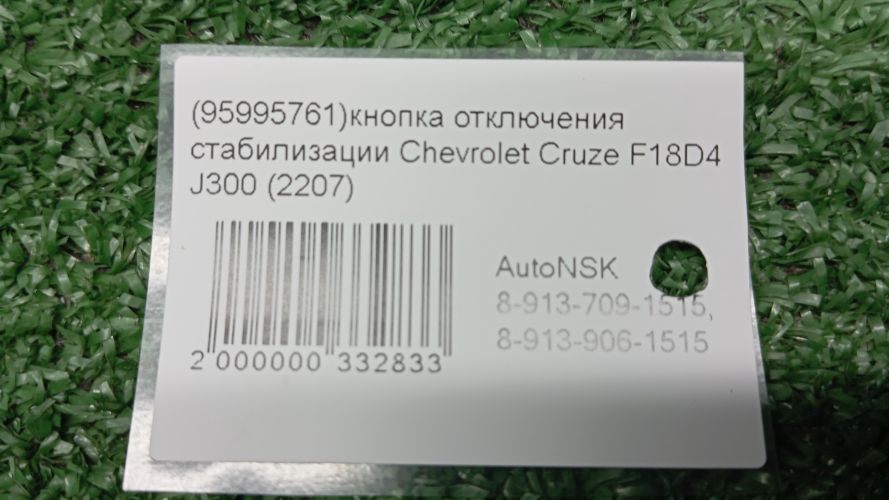 (95995761)кнопка отключения
стабилизации Chevrolet Cruze F18D4
J300 (2207)
AutoNSK
8-913-709-1515,
8-913-906-1515
2 000000 332833